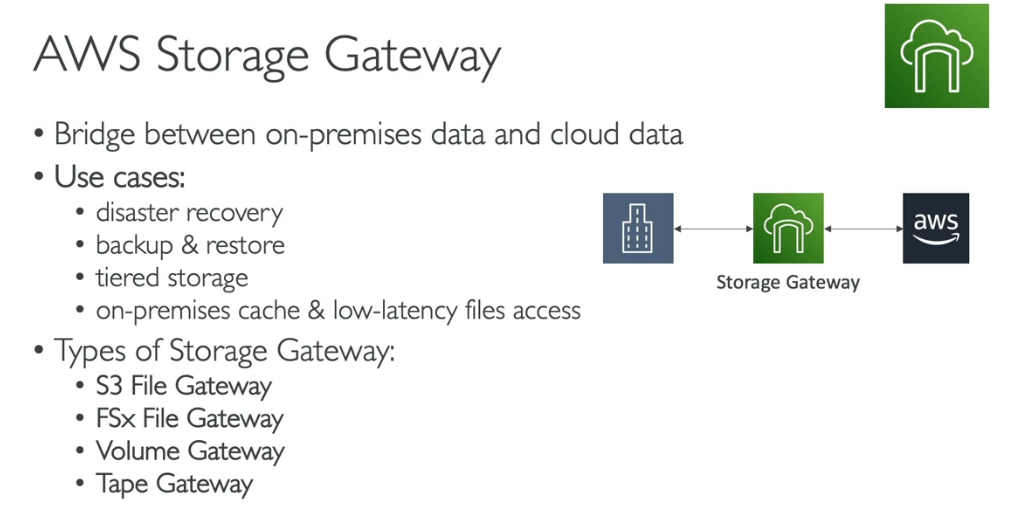 AWS Storage Gateway
• Bridge between on-premises data and cloud data
• Use cases:
• disaster recovery
• backup & restore
• tiered storage
• on-premises cache & low-latency files access
• Types of Storage Gateway:
• S3 File Gateway
• FSx File Gateway
• Volume Gateway
• Tape Gateway
aws
Storage Gateway